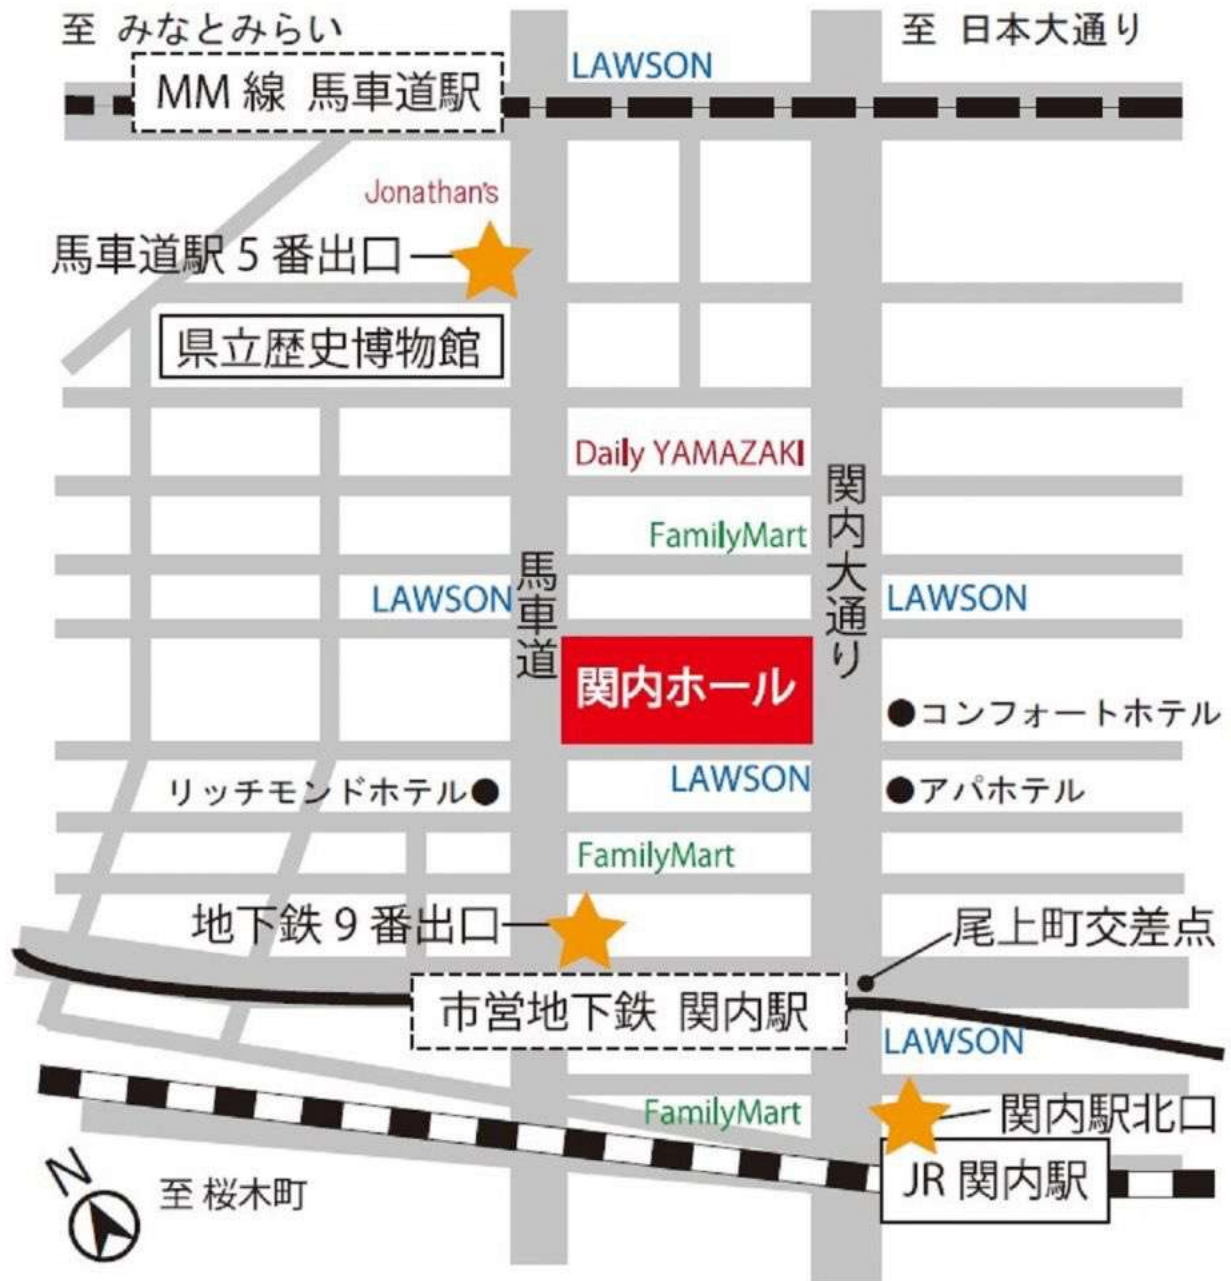 至 みなとみらい
至 日本大通り
LAWSON
MM 線 馬車道駅
Jonathan's
馬車道駅 5 番出口
県立歴史博物館
Daily YAMAZAKI
関内大通り
FamilyMart
馬車道
LAWSON
LAWSON
関内ホール
●コンフォートホテル
LAWSON
リッチモンドホテル●
●アパホテル
FamilyMart
地下鉄 9 番出口
尾上町交差点
市営地下鉄 関内駅
LAWSON
FamilyMart
関内駅北口
JR 関内駅
N
至 桜木町